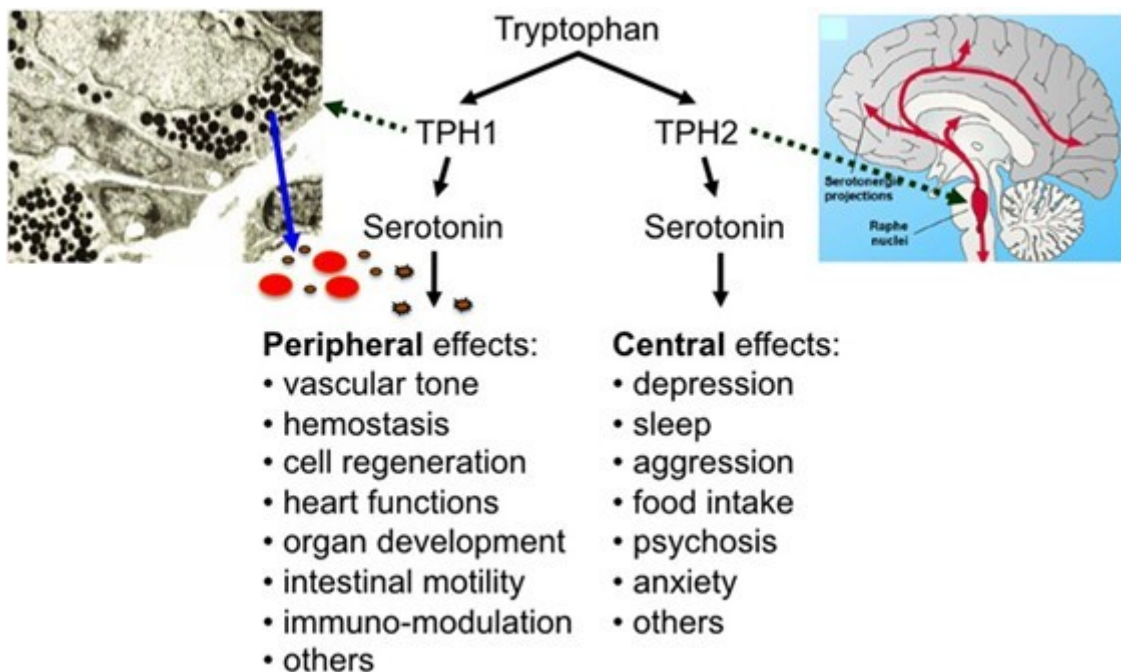 Tryptophan
TPH1
TPH2
Serotonin
Serotonin
Serotonergic
projections
Raphe
nuclei
Peripheral effects:
• vascular tone
• hemostasis
• cell regeneration
• heart functions
• organ development
• intestinal motility
• immuno-modulation
• others
Central effects:
• depression
• sleep
• aggression
• food intake
• psychosis
• anxiety
• others